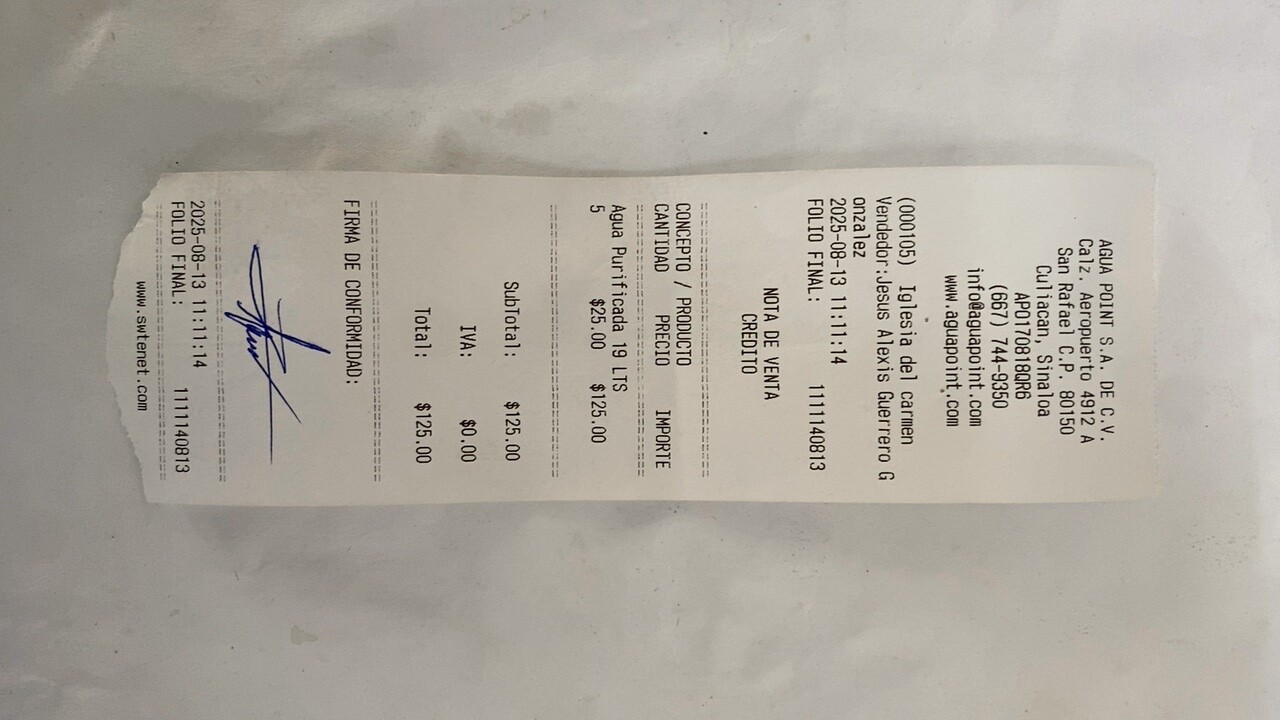 AGUA POINT S.A. DE C.V.
Calz. Aeropuerto 4912 A
San Rafael C.P. 80150
Culiacan, Sinaloa
APO170818QR6
(667) 744-9350
info@aguapoint.com
www.aguapoint.com
(000105) Iglesia del carmen
Vendedor:Jesus Alexis Guerrero G
onzalez
2025-08-13 11:11:14
FOLIO FINAL: 1111140813
NOTA DE VENTA
CREDITO
CONCEPTO / PRODUCTO
CANTIDAD PRECIO IMPORTE
Agua Purificada 19 LTS
5 $25.00 $125.00
SubTotal: $125.00
IVA: $0.00
Total: $125.00
FIRMA DE CONFORMIDAD:
2025-08-13 11:11:14
FOLIO FINAL: 1111140813
www.swtenet.com